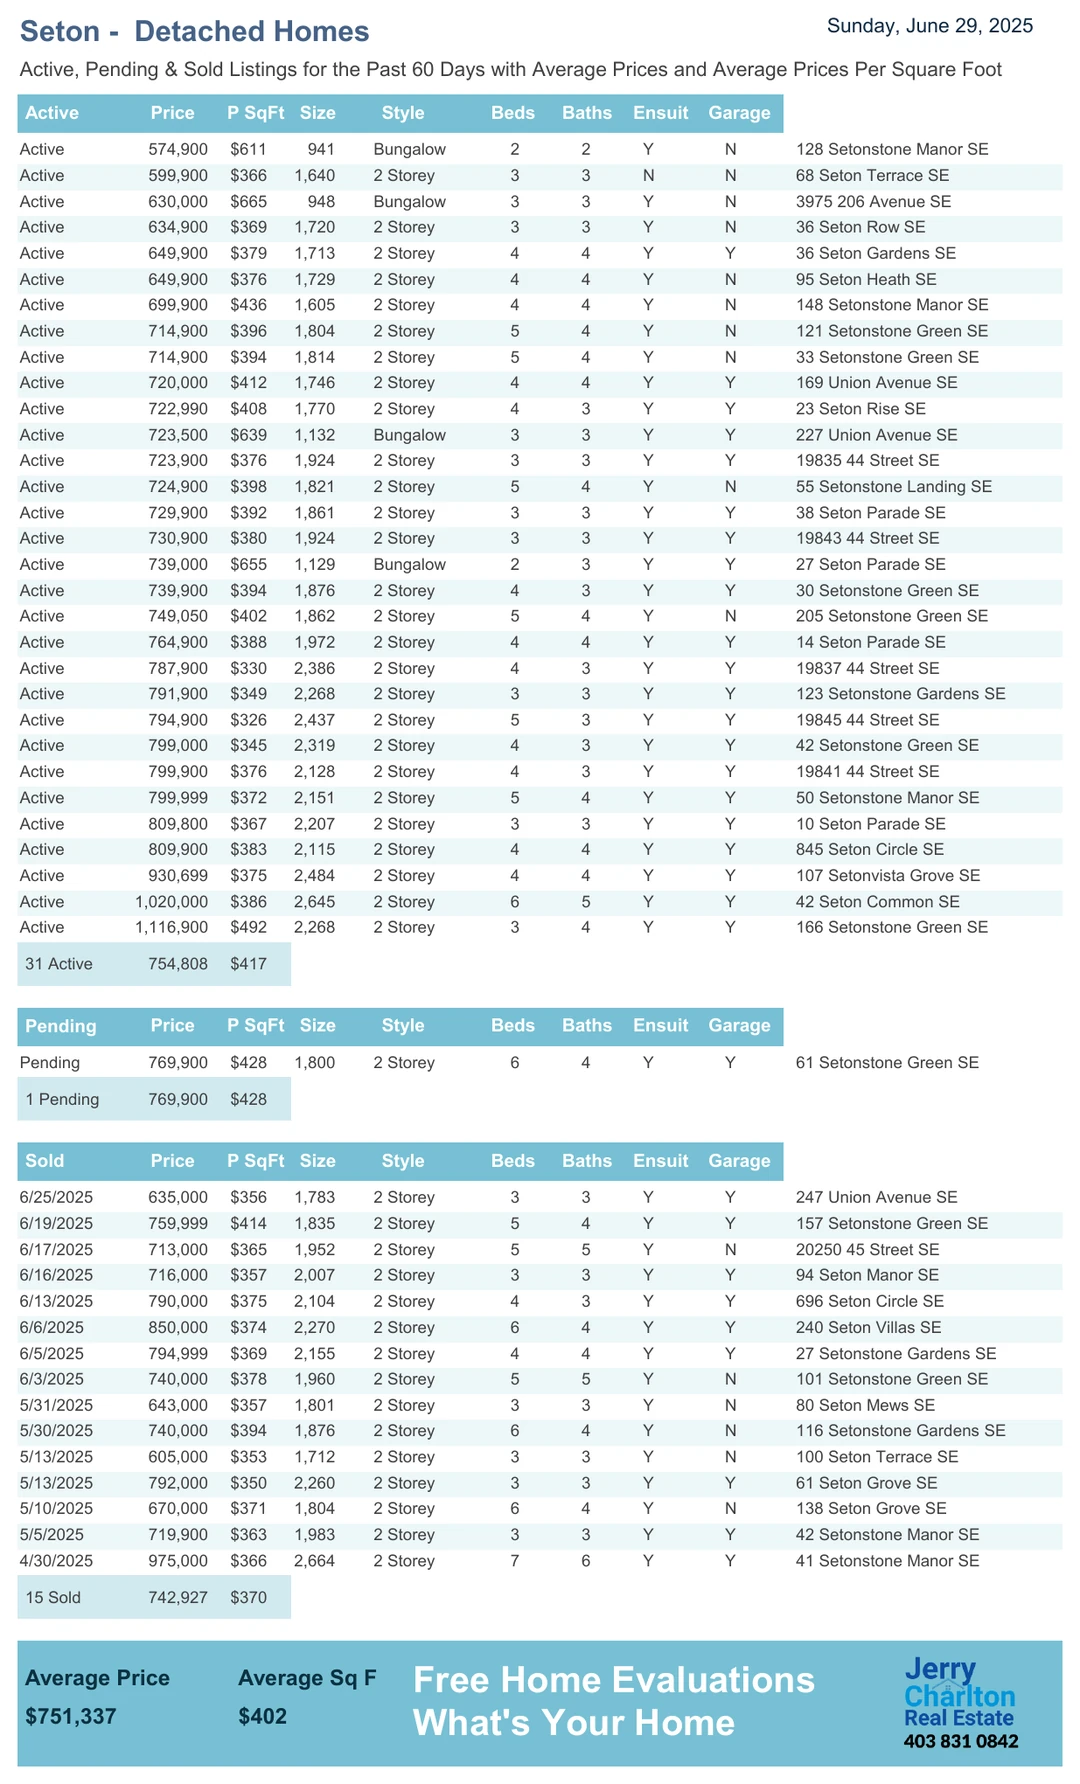 Seton -  Detached Homes
Sunday, June 29, 2025
Active, Pending & Sold Listings for the Past 60 Days with Average Prices and Average Prices Per Square Foot
Active Price P SqFt Size Style Beds Baths Ensuit Garage
Active 574,900 $611 941 Bungalow 2 2 Y N 128 Setonstone Manor SE
Active 599,900 $366 1,640 2 Storey 3 3 N N 68 Seton Terrace SE
Active 630,000 $665 948 Bungalow 3 3 Y N 3975 206 Avenue SE
Active 634,900 $369 1,720 2 Storey 3 3 Y N 36 Seton Row SE
Active 649,900 $379 1,713 2 Storey 4 4 Y Y 36 Seton Gardens SE
Active 649,900 $376 1,729 2 Storey 4 4 Y N 95 Seton Heath SE
Active 699,900 $436 1,605 2 Storey 4 4 Y N 148 Setonstone Manor SE
Active 714,900 $396 1,804 2 Storey 5 4 Y N 121 Setonstone Green SE
Active 714,900 $394 1,814 2 Storey 5 4 Y N 33 Setonstone Green SE
Active 720,000 $412 1,746 2 Storey 4 4 Y Y 169 Union Avenue SE
Active 722,990 $408 1,770 2 Storey 4 3 Y Y 23 Seton Rise SE
Active 723,500 $639 1,132 Bungalow 3 3 Y Y 227 Union Avenue SE
Active 723,900 $376 1,924 2 Storey 3 3 Y Y 19835 44 Street SE
Active 724,900 $398 1,821 2 Storey 5 4 Y N 55 Setonstone Landing SE
Active 729,900 $392 1,861 2 Storey 3 3 Y Y 38 Seton Parade SE
Active 730,900 $380 1,924 2 Storey 3 3 Y Y 19843 44 Street SE
Active 739,000 $655 1,129 Bungalow 2 3 Y Y 27 Seton Parade SE
Active 739,900 $394 1,876 2 Storey 4 3 Y Y 30 Setonstone Green SE
Active 749,050 $402 1,862 2 Storey 5 4 Y N 205 Setonstone Green SE
Active 764,900 $388 1,972 2 Storey 4 4 Y Y 14 Seton Parade SE
Active 787,900 $330 2,386 2 Storey 4 3 Y Y 19837 44 Street SE
Active 791,900 $349 2,268 2 Storey 3 3 Y Y 123 Setonstone Gardens SE
Active 794,900 $326 2,437 2 Storey 5 3 Y Y 19845 44 Street SE
Active 799,000 $345 2,319 2 Storey 4 3 Y Y 42 Setonstone Green SE
Active 799,900 $376 2,128 2 Storey 4 3 Y Y 19841 44 Street SE
Active 799,999 $372 2,151 2 Storey 5 4 Y Y 50 Setonstone Manor SE
Active 809,800 $367 2,207 2 Storey 3 3 Y Y 10 Seton Parade SE
Active 809,900 $383 2,115 2 Storey 4 4 Y Y 845 Seton Circle SE
Active 930,699 $375 2,484 2 Storey 4 4 Y Y 107 Setonvista Grove SE
Active 1,020,000 $386 2,645 2 Storey 6 5 Y Y 42 Seton Common SE
Active 1,116,900 $492 2,268 2 Storey 3 4 Y Y 166 Setonstone Green SE
31 Active 754,808 $417
Pending Price P SqFt Size Style Beds Baths Ensuit Garage
Pending 769,900 $428 1,800 2 Storey 6 4 Y Y 61 Setonstone Green SE
1 Pending 769,900 $428
Sold Price P SqFt Size Style Beds Baths Ensuit Garage
6/25/2025 635,000 $356 1,783 2 Storey 3 3 Y Y 247 Union Avenue SE
6/19/2025 759,999 $414 1,835 2 Storey 5 4 Y Y 157 Setonstone Green SE
6/17/2025 713,000 $365 1,952 2 Storey 5 5 Y N 20250 45 Street SE
6/16/2025 716,000 $357 2,007 2 Storey 3 3 Y Y 94 Seton Manor SE
6/13/2025 790,000 $375 2,104 2 Storey 4 3 Y Y 696 Seton Circle SE
6/6/2025 850,000 $374 2,270 2 Storey 6 4 Y Y 240 Seton Villas SE
6/5/2025 794,999 $369 2,155 2 Storey 4 4 Y Y 27 Setonstone Gardens SE
6/3/2025 740,000 $378 1,960 2 Storey 5 5 Y N 101 Setonstone Green SE
5/31/2025 643,000 $357 1,801 2 Storey 3 3 Y N 80 Seton Mews SE
5/30/2025 740,000 $394 1,876 2 Storey 6 4 Y N 116 Setonstone Gardens SE
5/13/2025 605,000 $353 1,712 2 Storey 3 3 Y N 100 Seton Terrace SE
5/13/2025 792,000 $350 2,260 2 Storey 3 3 Y Y 61 Seton Grove SE
5/10/2025 670,000 $371 1,804 2 Storey 6 4 Y N 138 Seton Grove SE
5/5/2025 719,900 $363 1,983 2 Storey 3 3 Y Y 42 Setonstone Manor SE
4/30/2025 975,000 $366 2,664 2 Storey 7 6 Y Y 41 Setonstone Manor SE
15 Sold 742,927 $370
Average Price Average Sq F
$751,337 $402
Free Home Evaluations
What's Your Home
Jerry
Charlton
Real Estate
403 831 0842